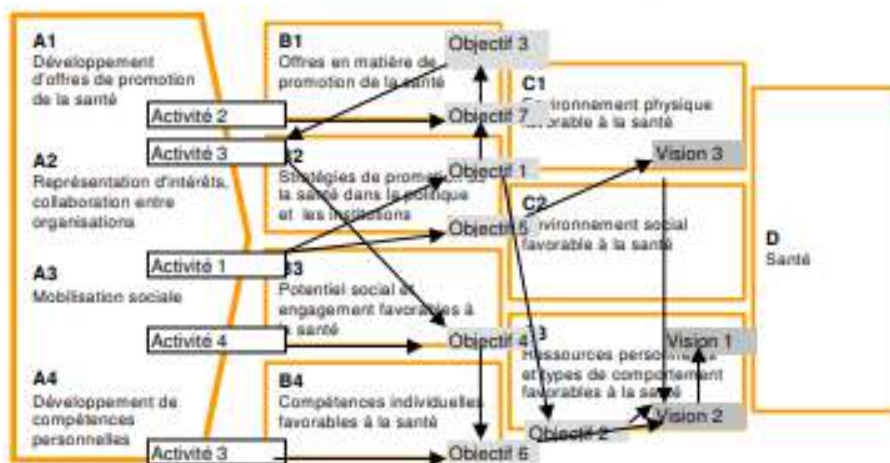 A1
Développement
d'offres de promotion
de la santé
Activité 2
Activité 3
A2
Représentation d'intérêts,
collaboration entre
organisations
Activité 1
A3
Mobilisation sociale
Activité 4
A4
Développement de
compétences
personnelles
Activité 3
B1
Offres en matière de
promotion de la santé
Objectif 3
Objectif 7
Stratégies de
la santé dans la politique
et les institutions
Objectif 1
Objectif 5
B3
Potentiel social et
engagement favorables à
la santé
Objectif 4
B4
Compétences individuelles
favorables à la santé
Objectif 6
C1
Environnement physique
favorable à la santé
Vision 3
C2
Environnement social
favorable à la santé
Vision 1
Ressources
et types de comportement
favorables à la santé
Vision 2
Objectif 2
D
Santé